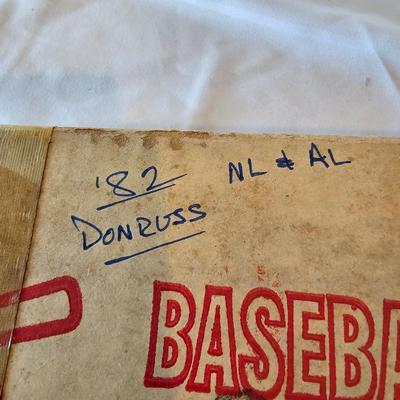 '82 NL & AL
DONRUSS
BASEBA